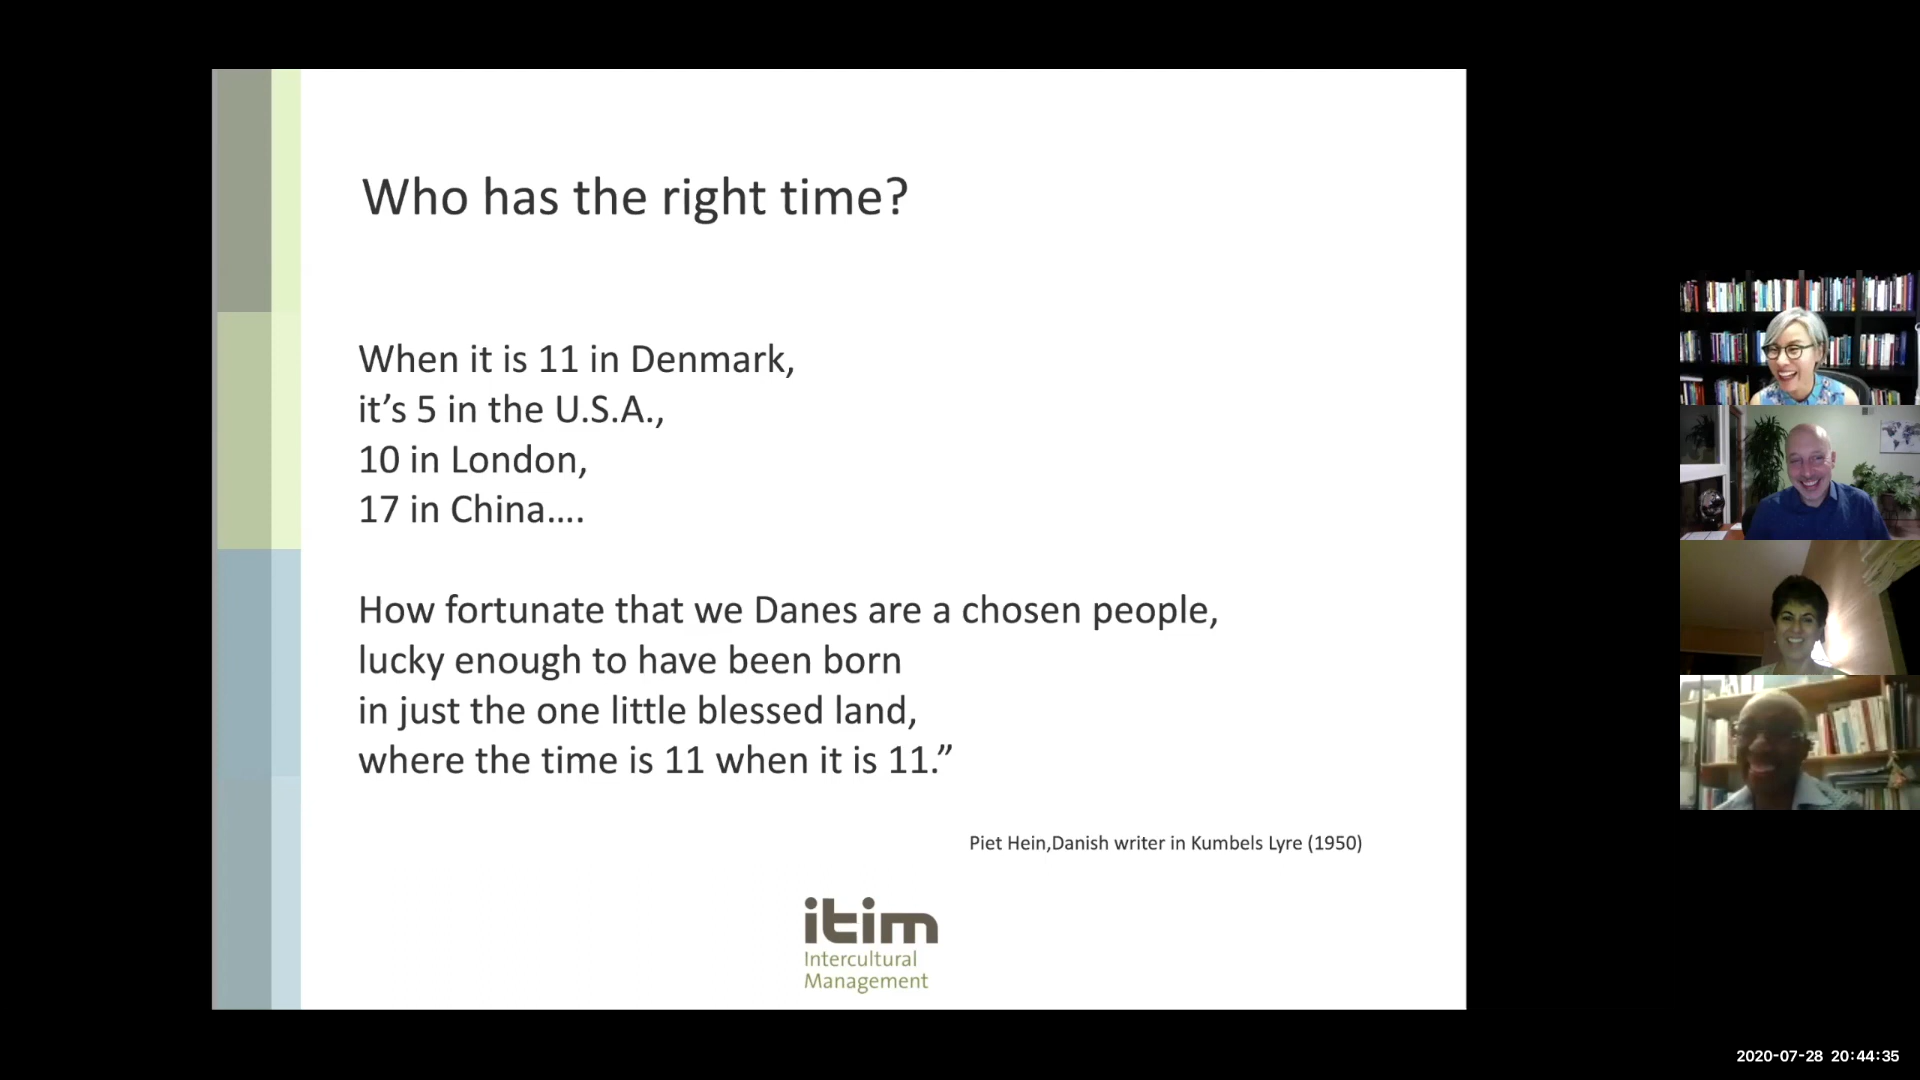 Who has the right time?
When it is 11 in Denmark,
it’s 5 in the U.S.A.,
10 in London,
17 in China….
How fortunate that we Danes are a chosen people,
lucky enough to have been born
in just the one little blessed land,
where the time is 11 when it is 11.”
Piet Hein,Danish writer in Kumbels Lyre (1950)
itim
Intercultural
Management
2020-07-28 20:44:35